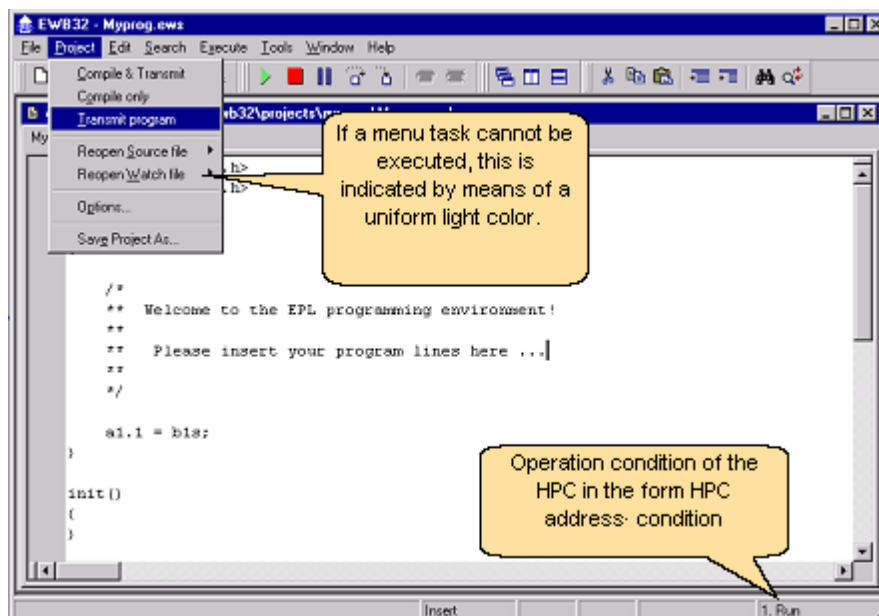 EWB32 - Myprog.ews
File Project Edit Search Execute Tools Window Help
Compile & Transmit
Compile only
Transmit program
Reopen Source file
Reopen Watch file
Options...
Save Project As...
wb32\projects\
My
.h>
.h>
If a menu task cannot be
executed, this is
indicated by means of a
uniform light color.
/*
** Welcome to the EPL programming environment!
**
** Please insert your program lines here ...
**
*/
a1.1 = b1s;
}
init()
{
}
Operation condition of the
HPC in the form HPC
address· condition
Insert
1. Run